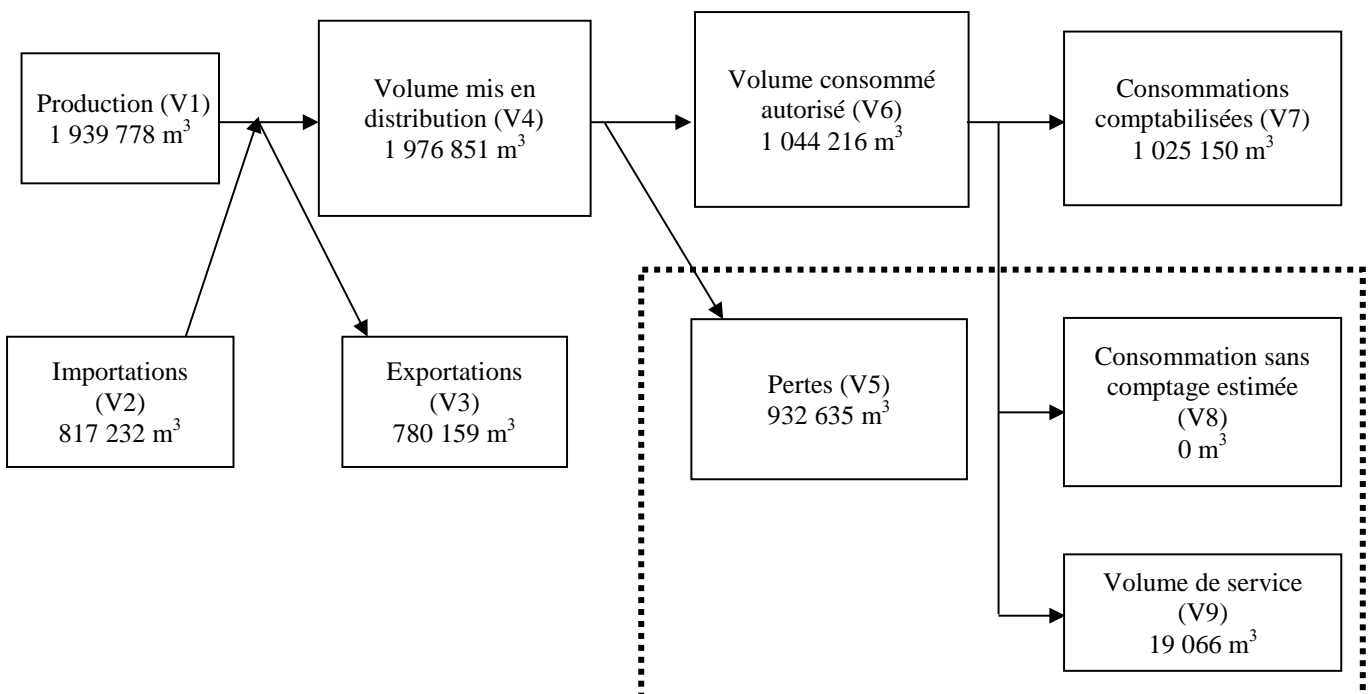 Production (V1)
1 939 778 m³
Volume mis en
distribution (V4)
1 976 851 m³
Volume consommé
autorisé (V6)
1 044 216 m³
Consommations
comptabilisées (V7)
1 025 150 m³
Importations
(V2)
817 232 m³
Exportations
(V3)
780 159 m³
Pertes (V5)
932 635 m³
Consommation sans
comptage estimée
(V8)
0 m³
Volume de service
(V9)
19 066 m³